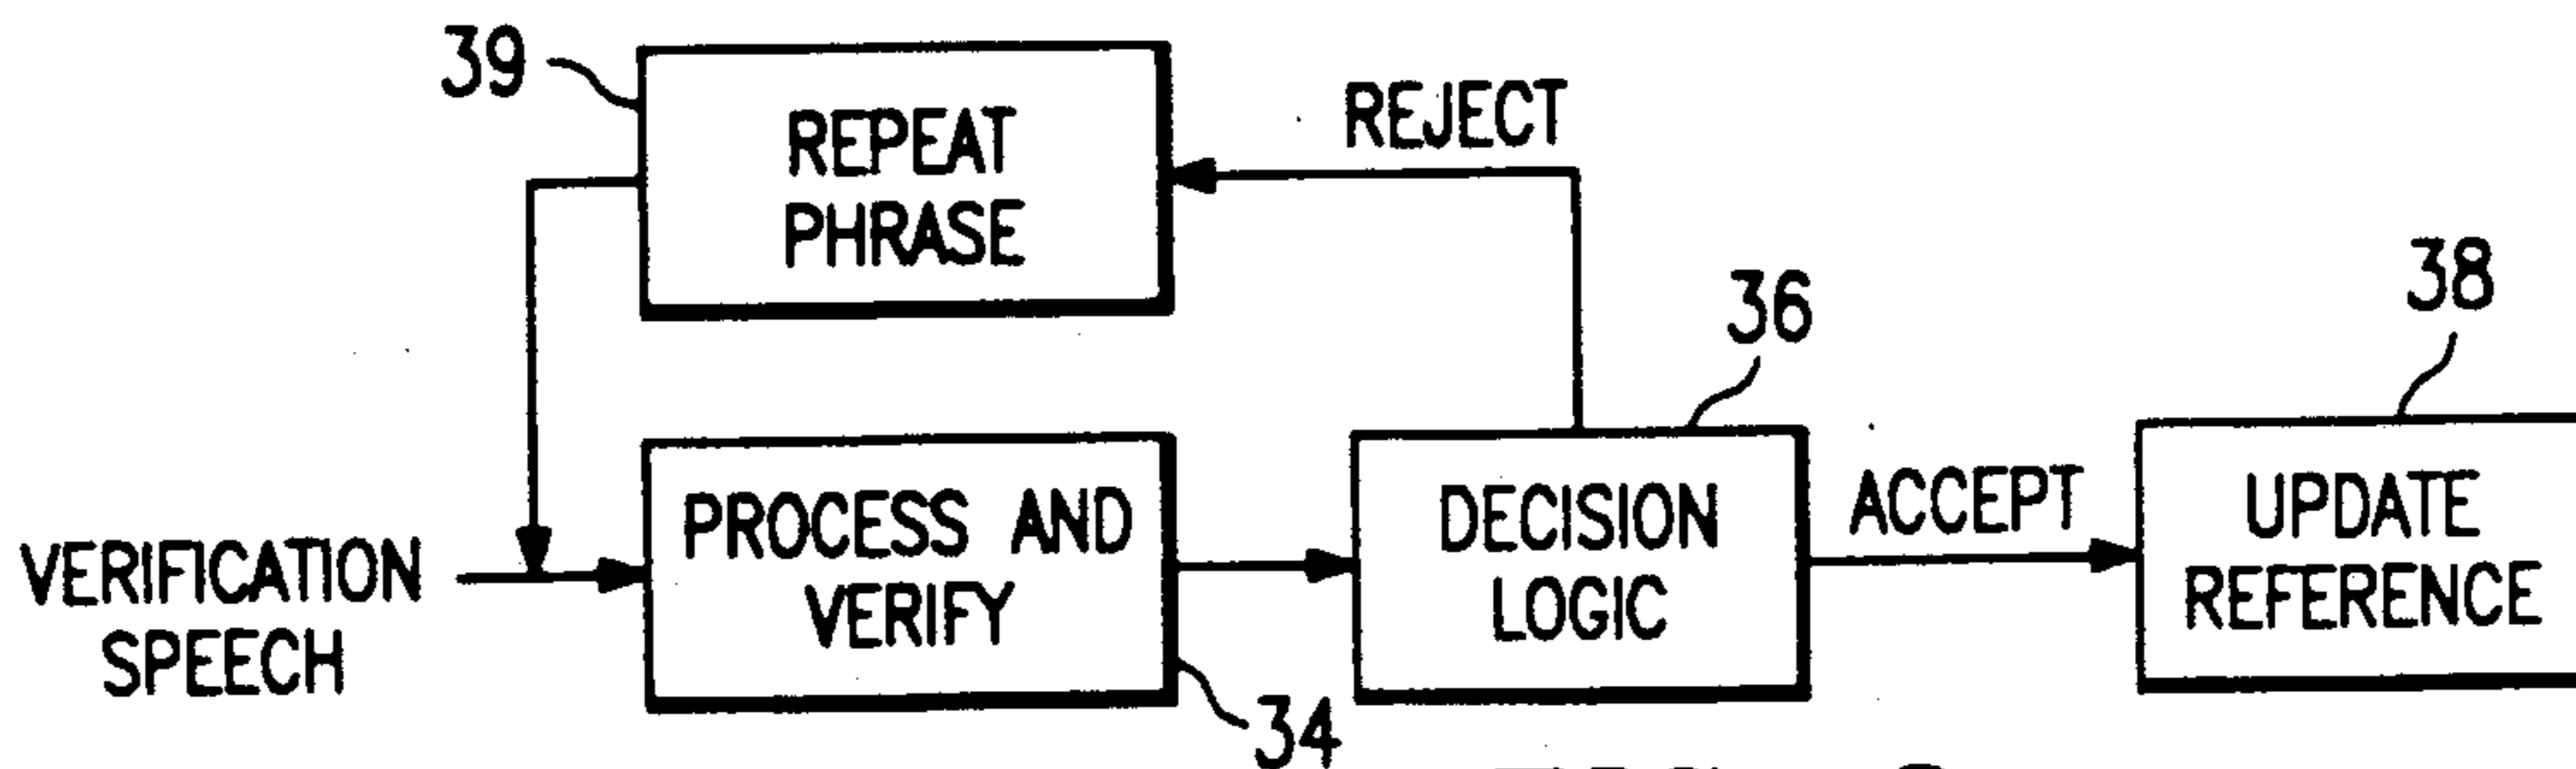 39
REPEAT
PHRASE
REJECT
36
38
VERIFICATION
SPEECH
PROCESS AND
VERIFY
34
DECISION
LOGIC
ACCEPT
UPDATE
REFERENCE